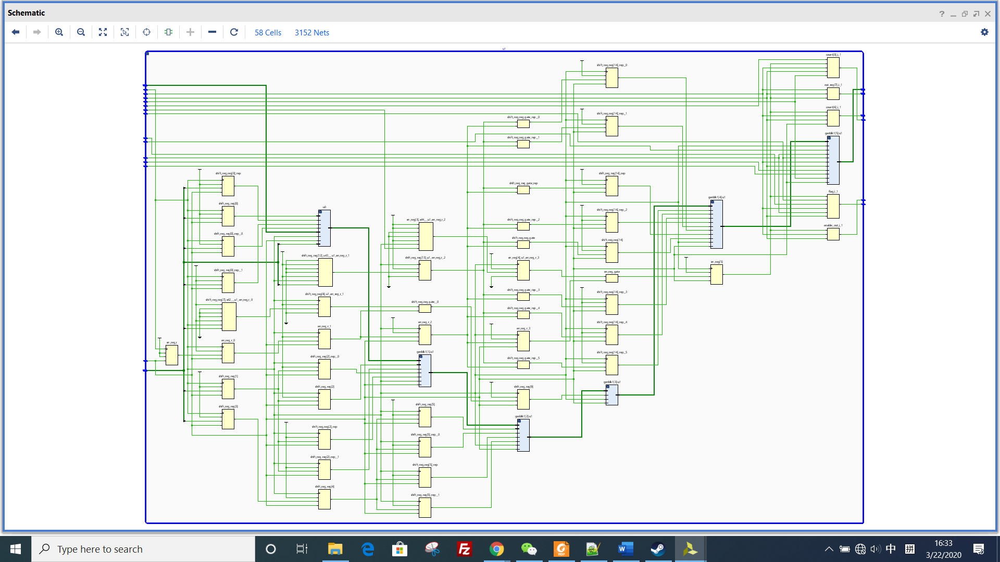 Schematic
58 Cells
3152 Nets
u1
count[0]_i_1
shift_reg_reg[14]_rep__0
out_reg[7]_i_1
count[6]_i_1
shift_reg_reg[14]_rep__1
shift_reg_reg_gate_rep__0
genblk1[5].u1
shift_reg_reg_gate_rep__1
shift_reg_reg[0]_rep
shift_reg_reg[14]_rep
shift_reg_reg_gate_rep
flag_i_1
genblk1[4].u1
shift_reg_reg[0]
u0
shift_reg_reg[14]_rep__2
en_reg[3]_srl4___u1_en_reg_r_2
shift_reg_reg_gate_rep__2
enable_out_i_1
shift_reg_reg[0]_rep__0
shift_reg_reg_gate
shift_reg_reg[14]
shift_reg_reg[12]_srl3___u1_en_reg_r_1
shift_reg_reg[13]_u1_en_reg_r_2
en_reg[4]_u1_en_reg_r_3
en_reg[5]
shift_reg_reg[0]_rep__1
en_reg_gate
shift_reg_reg_gate_rep__3
shift_reg_reg[8]_u1_en_reg_r_1
shift_reg_reg[14]_rep__3
shift_reg_reg[7]_srl2___u1_en_reg_r_0
shift_reg_reg_gate__0
shift_reg_reg_gate_rep__4
en_reg_r_1
en_reg_r_2
en_reg_r_3
shift_reg_reg[14]_rep__4
en_reg_r
en_reg_r_0
genblk1[1].u1
shift_reg_reg[2]_rep__0
shift_reg_reg_gate_rep__5
shift_reg_reg[14]_rep__5
shift_reg_reg[1]
genblk1[3].u1
shift_reg_reg[2]
shift_reg_reg[9]
shift_reg_reg[3]
shift_reg_reg[5]
genblk1[2].u1
shift_reg_reg[2]_rep
shift_reg_reg[5]_rep__0
shift_reg_reg[2]_rep__1
shift_reg_reg[5]_rep
shift_reg_reg[4]
shift_reg_reg[5]_rep__1
Type here to search
中
拼
16:33
3/22/2020